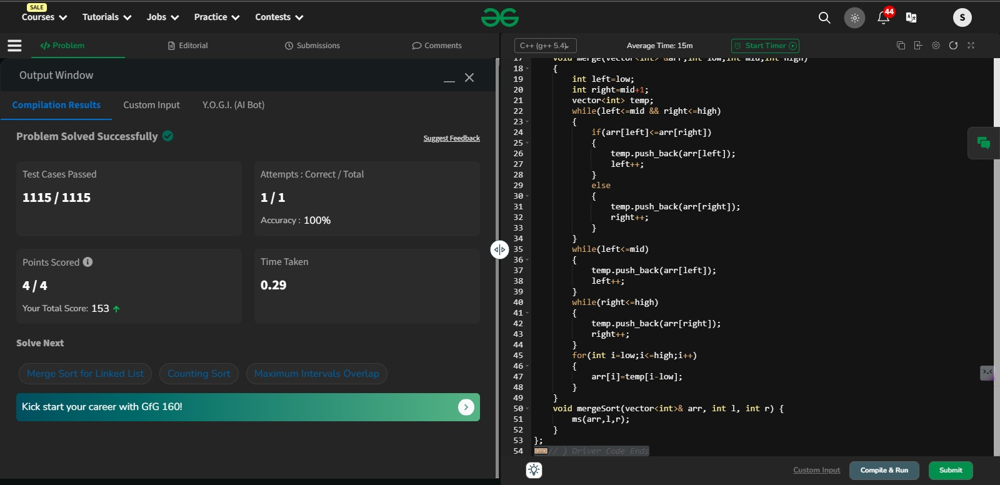 SALE
Courses Tutorials Jobs Practice Contests 44 S
Problem Editorial Submissions Comments
Output Window
Compilation Results Custom Input Y.O.G.I. (AI Bot)
Problem Solved Successfully
Suggest Feedback
Test Cases Passed
1115 / 1115
Attempts : Correct / Total
1 / 1
Accuracy : 100%
Points Scored
4 / 4
Your Total Score: 153
Time Taken
0.29
Solve Next
Merge Sort for Linked List Counting Sort Maximum Intervals Overlap
Kick start your career with GfG 160!
C++ (g++ 5.4) Average Time: 15m Start Timer
17 void merge(vector<int> &arr,int low,int mid,int high)
18 {
19 int left=low;
20 int right=mid+1;
21 vector<int> temp;
22 while(left<=mid && right<=high)
23 {
24 if(arr[left]<=arr[right])
25 {
26 temp.push_back(arr[left]);
27 left++;
28 }
29 else
30 {
31 temp.push_back(arr[right]);
32 right++;
33 }
34 }
35 while(left<=mid)
36 {
37 temp.push_back(arr[left]);
38 left++;
39 }
40 while(right<=high)
41 {
42 temp.push_back(arr[right]);
43 right++;
44 }
45 for(int i=low;i<=high;i++)
46 {
47 arr[i]=temp[i-low];
48 }
49 }
50 void mergeSort(vector<int>& arr, int l, int r) {
51 ms(arr,l,r);
52 }
53 };
54 // } Driver Code Ends
Custom Input Compile & Run Submit